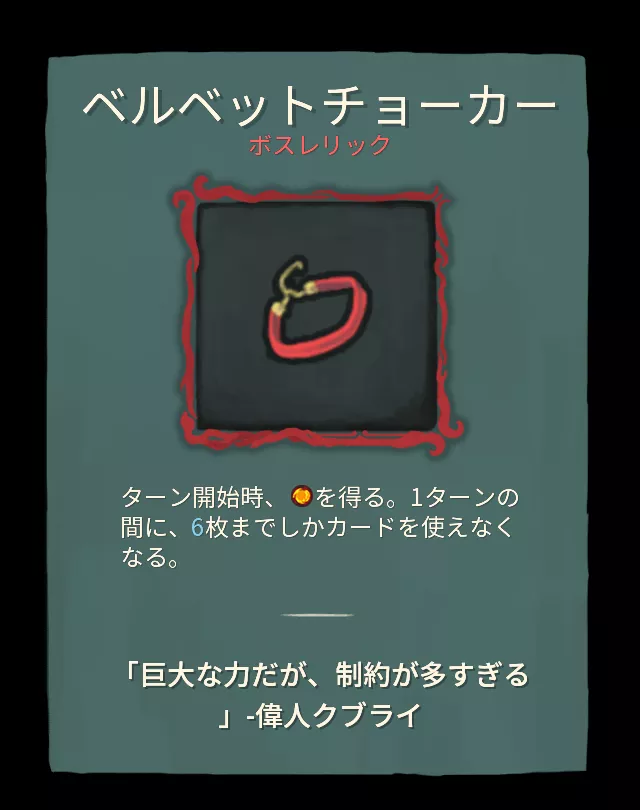 ベルベットチョーカー
ボスレリック
ターン開始時、を得る。1ターンの
間に、6枚までしかカードを使えなく
なる。
「巨大な力だが、制約が多すぎる
」-偉人クブライ